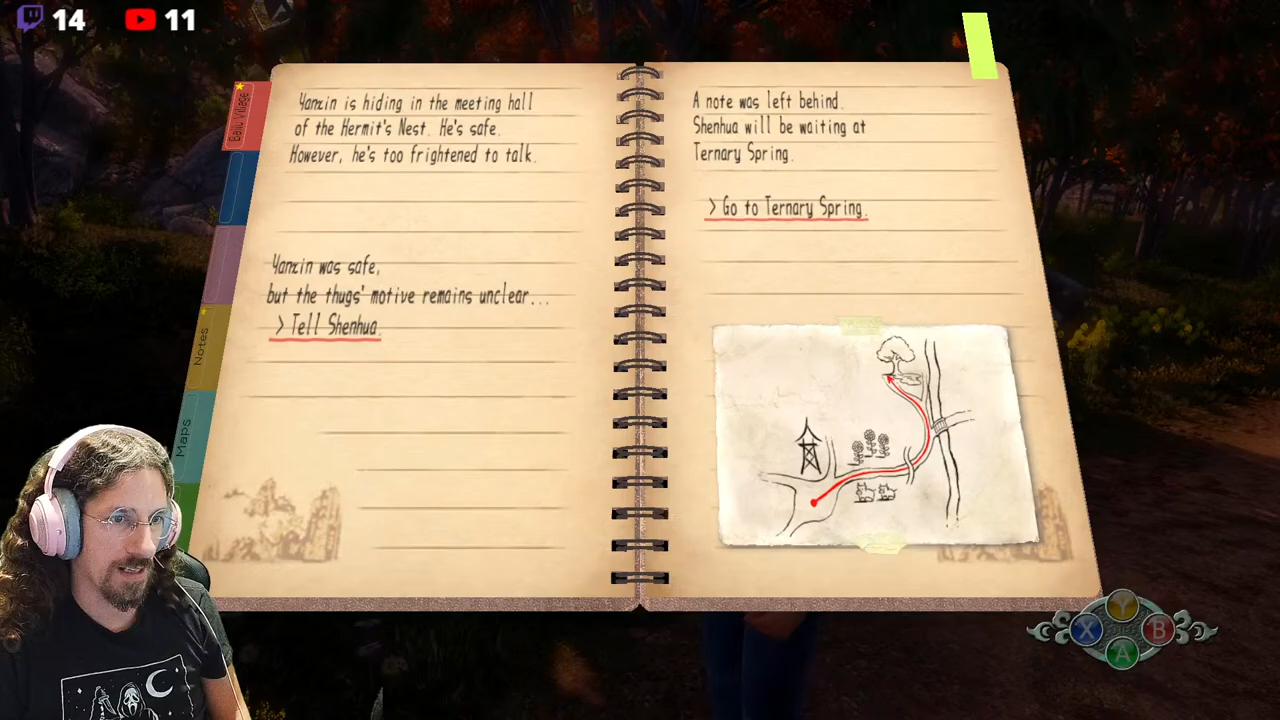 14
11
Bailu Village
Notes
Maps
Yanxin is hiding in the meeting hall
of the Hermit's Nest. He's safe.
However, he's too frightened to talk.
Yanxin was safe,
but the thugs' motive remains unclear...
> Tell Shenhua.
A note was left behind.
Shenhua will be waiting at
Ternary Spring.
> Go to Ternary Spring.
Y
X
B
A